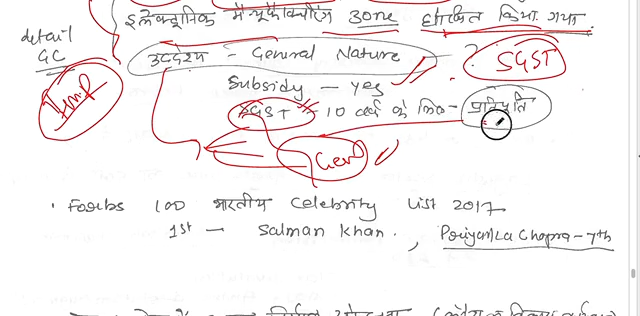 इलेक्ट्रॉनिक मैन्यूफैक्चरिंग zone घोषित किया गया
detail
GC
उद्देश्य - General Nature
SGST
Imp
Subsidy - yes
SGST 10 वर्ष के लिए - प्रतिपूर्ति
Gen
· Forbs 100 भारतीय Celebrity List 2017
1st - Salman Khan. , Priyanka Chopra - 7th